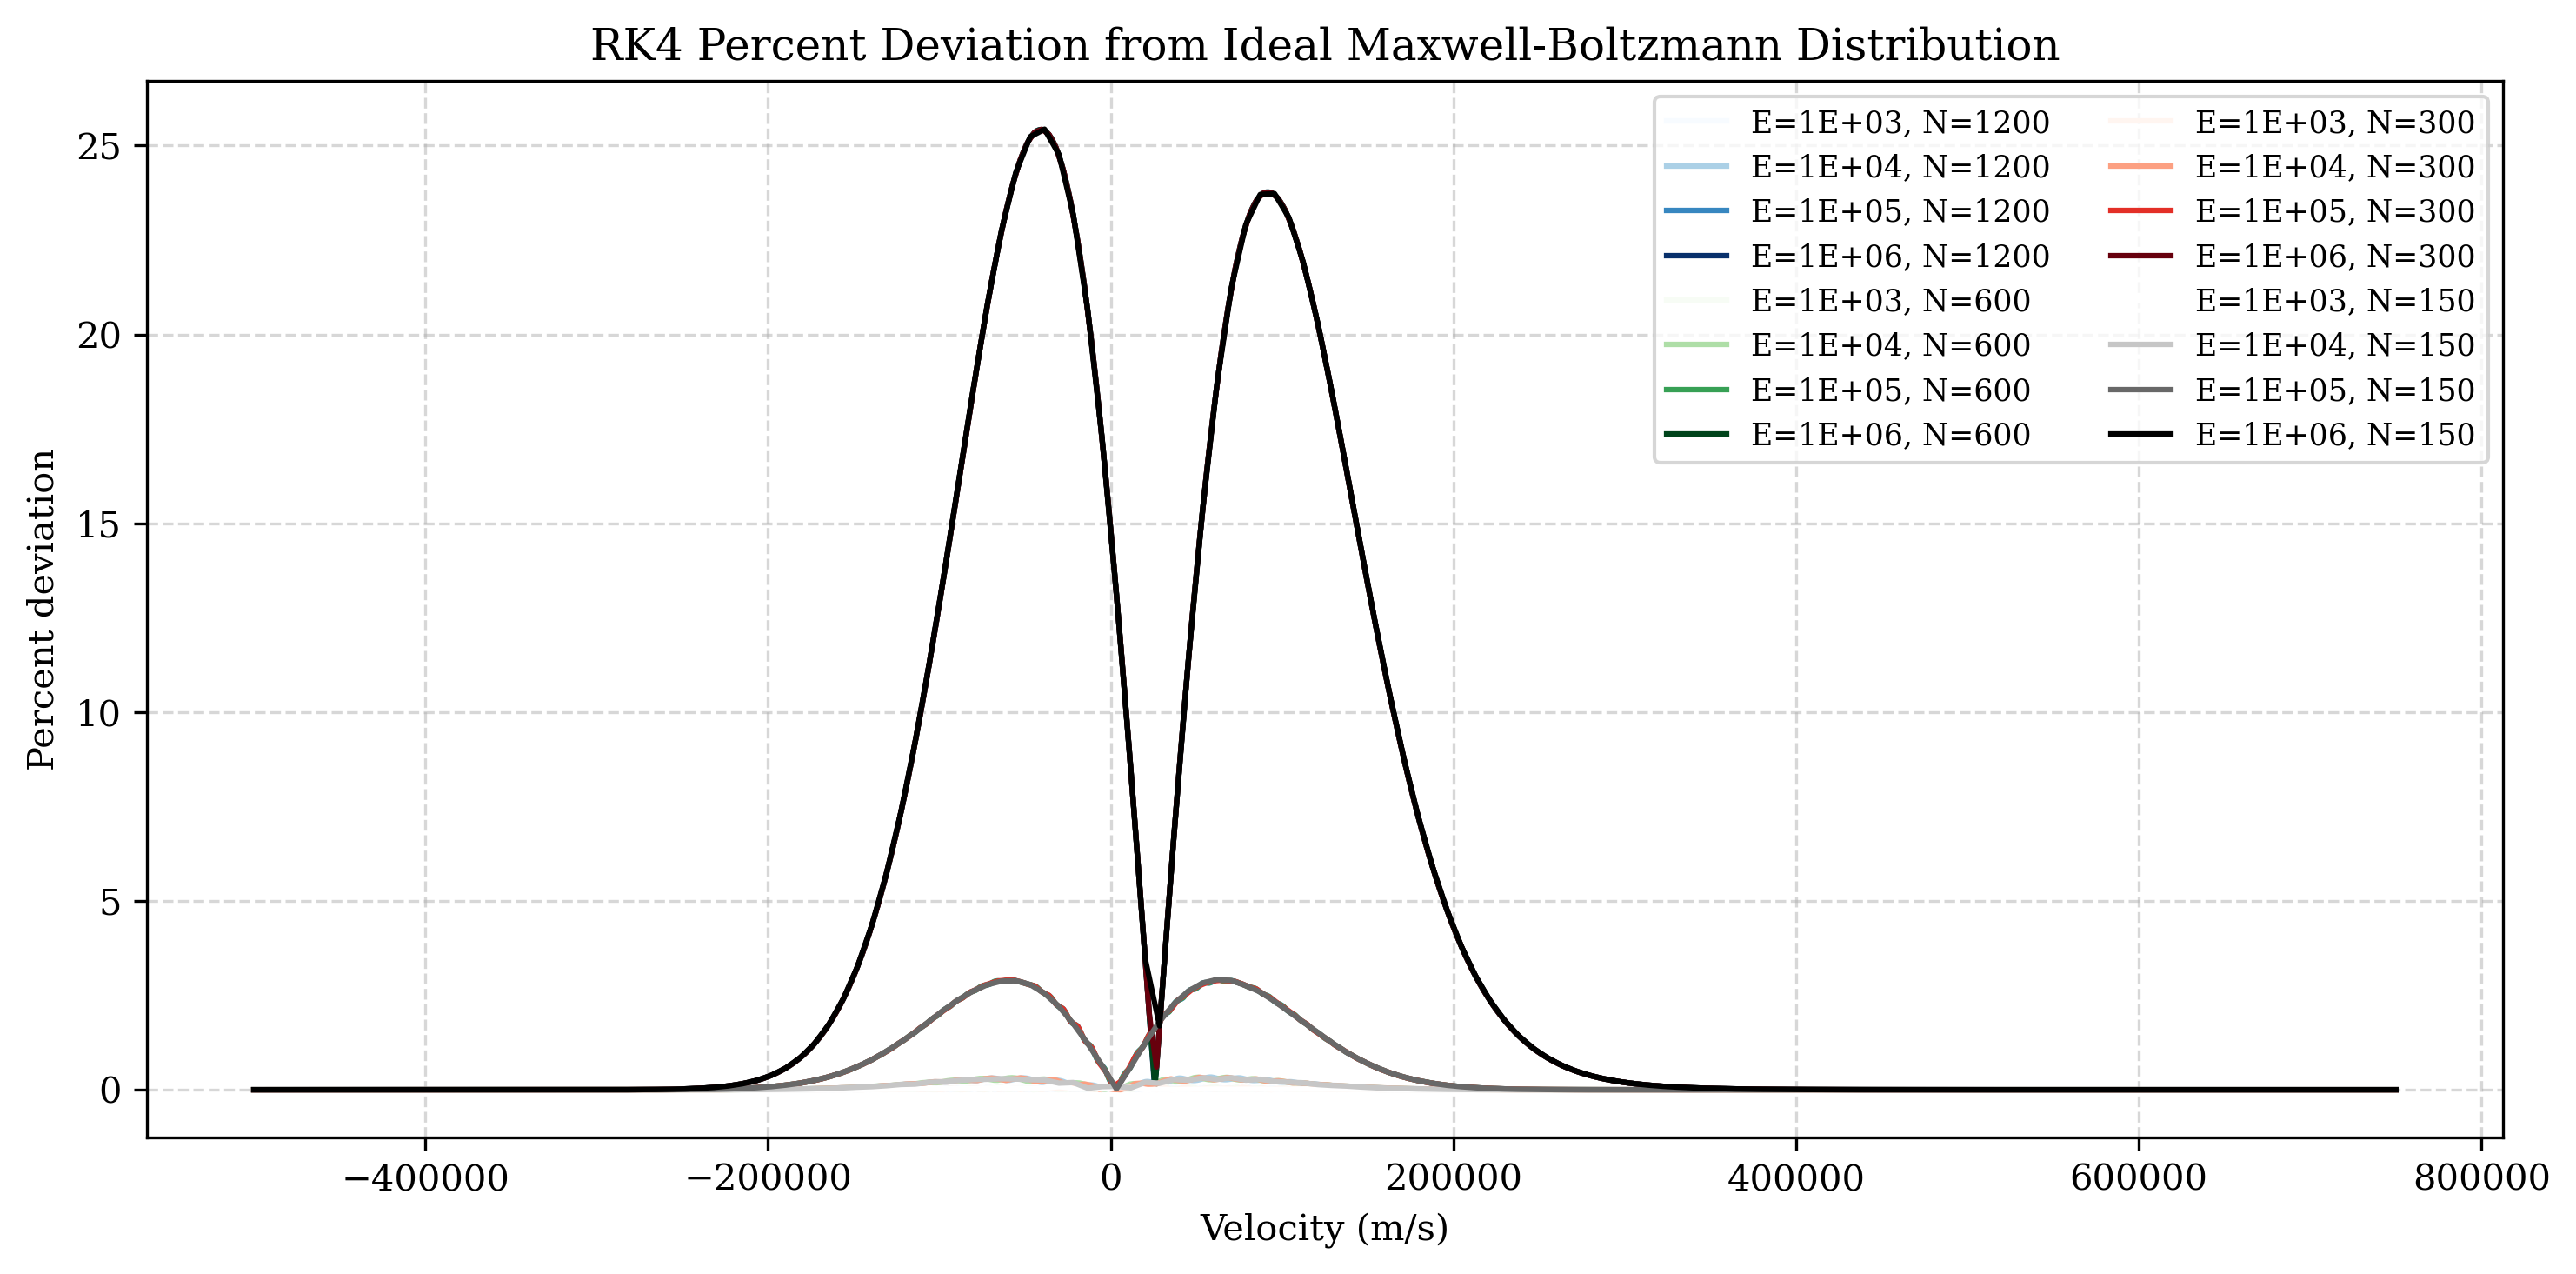 RK4 Percent Deviation from Ideal Maxwell-Boltzmann Distribution
Percent deviation
25
20
15
10
5
0
E=1E+03, N=1200
E=1E+04, N=1200
E=1E+05, N=1200
E=1E+06, N=1200
E=1E+03, N=600
E=1E+04, N=600
E=1E+05, N=600
E=1E+06, N=600
E=1E+03, N=300
E=1E+04, N=300
E=1E+05, N=300
E=1E+06, N=300
E=1E+03, N=150
E=1E+04, N=150
E=1E+05, N=150
E=1E+06, N=150
−400000 −200000 0 200000 400000 600000 800000
Velocity (m/s)